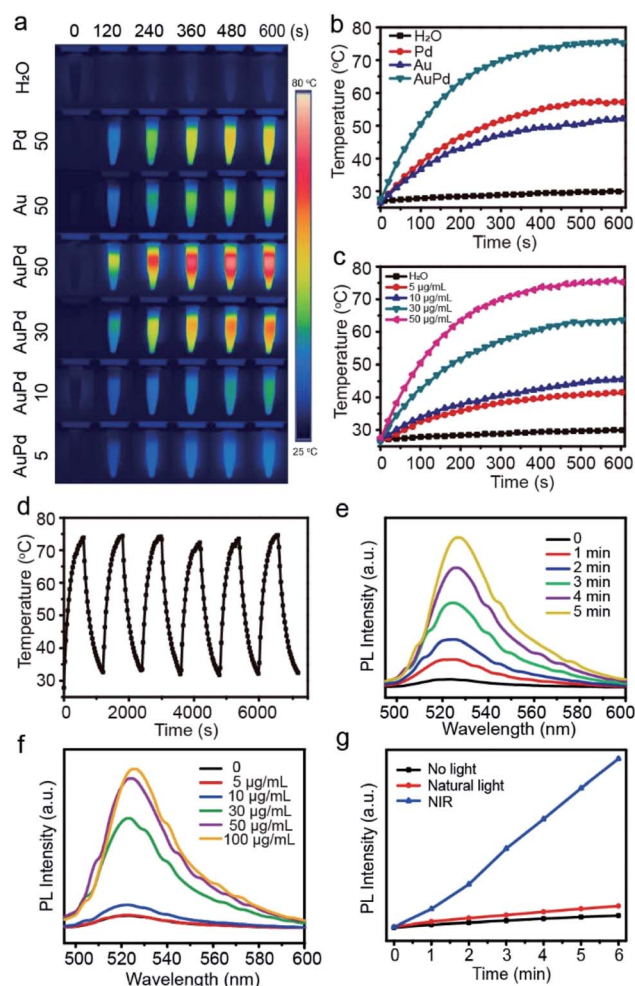 a
0 120 240 360 480 600 (s)
H₂O
Pd 50
Au 50
AuPd 50
AuPd 30
AuPd 10
AuPd 5
80 ºC
25 ºC
b
H₂O
Pd
Au
AuPd
80
70
60
50
40
30
Temperature (ºC)
0 100 200 300 400 500 600
Time (s)
c
H₂O
5 µg/mL
10 µg/mL
30 µg/mL
50 µg/mL
80
70
60
50
40
30
Temperature (ºC)
0 100 200 300 400 500 600
Time (s)
d
80
70
60
50
40
30
Temperature (ºC)
0 2000 4000 6000
Time (s)
e
0
1 min
2 min
3 min
4 min
5 min
PL Intensity (a.u.)
500 520 540 560 580 600
Wavelength (nm)
f
0
5 µg/mL
10 µg/mL
30 µg/mL
50 µg/mL
100 µg/mL
PL Intensity (a.u.)
500 520 540 560 580 600
Wavelength (nm)
g
No light
Natural light
NIR
PL Intensity (a.u.)
0 1 2 3 4 5 6
Time (min)